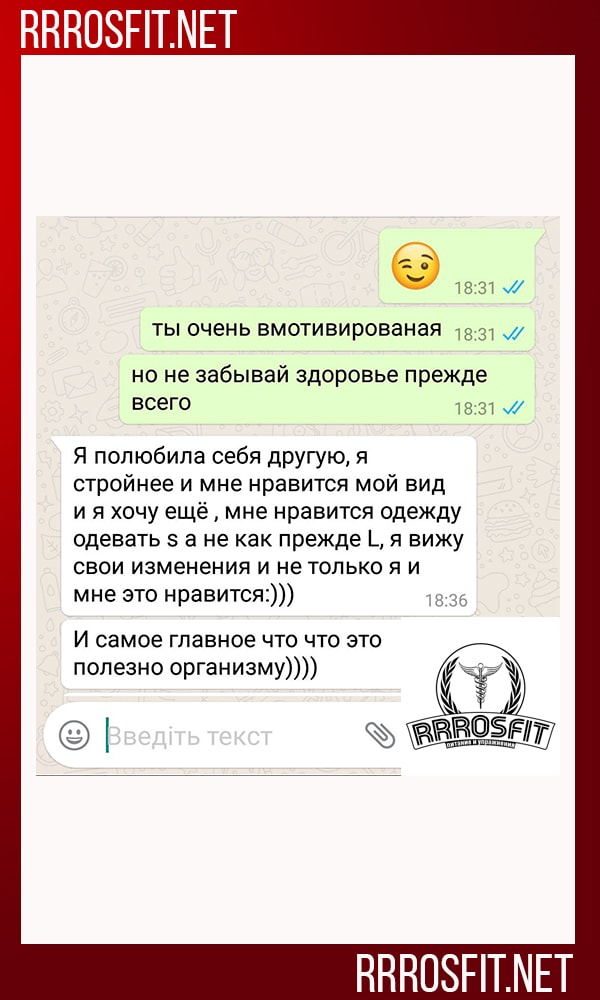 RRROSFIT.NET
18:31
ты очень вмотивированая 18:31
но не забывай здоровье прежде
всего 18:31
Я полюбила себя другую, я
стройнее и мне нравится мой вид
и я хочу ещё , мне нравится одежду
одевать s а не как прежде L, я вижу
свои изменения и не только я и
мне это нравится:))) 18:36
И самое главное что что это
полезно организму))))
Введіть текст
RRROSFIT
ПИТАНИЕ И УПРАЖНЕНИЯ
RRROSFIT.NET